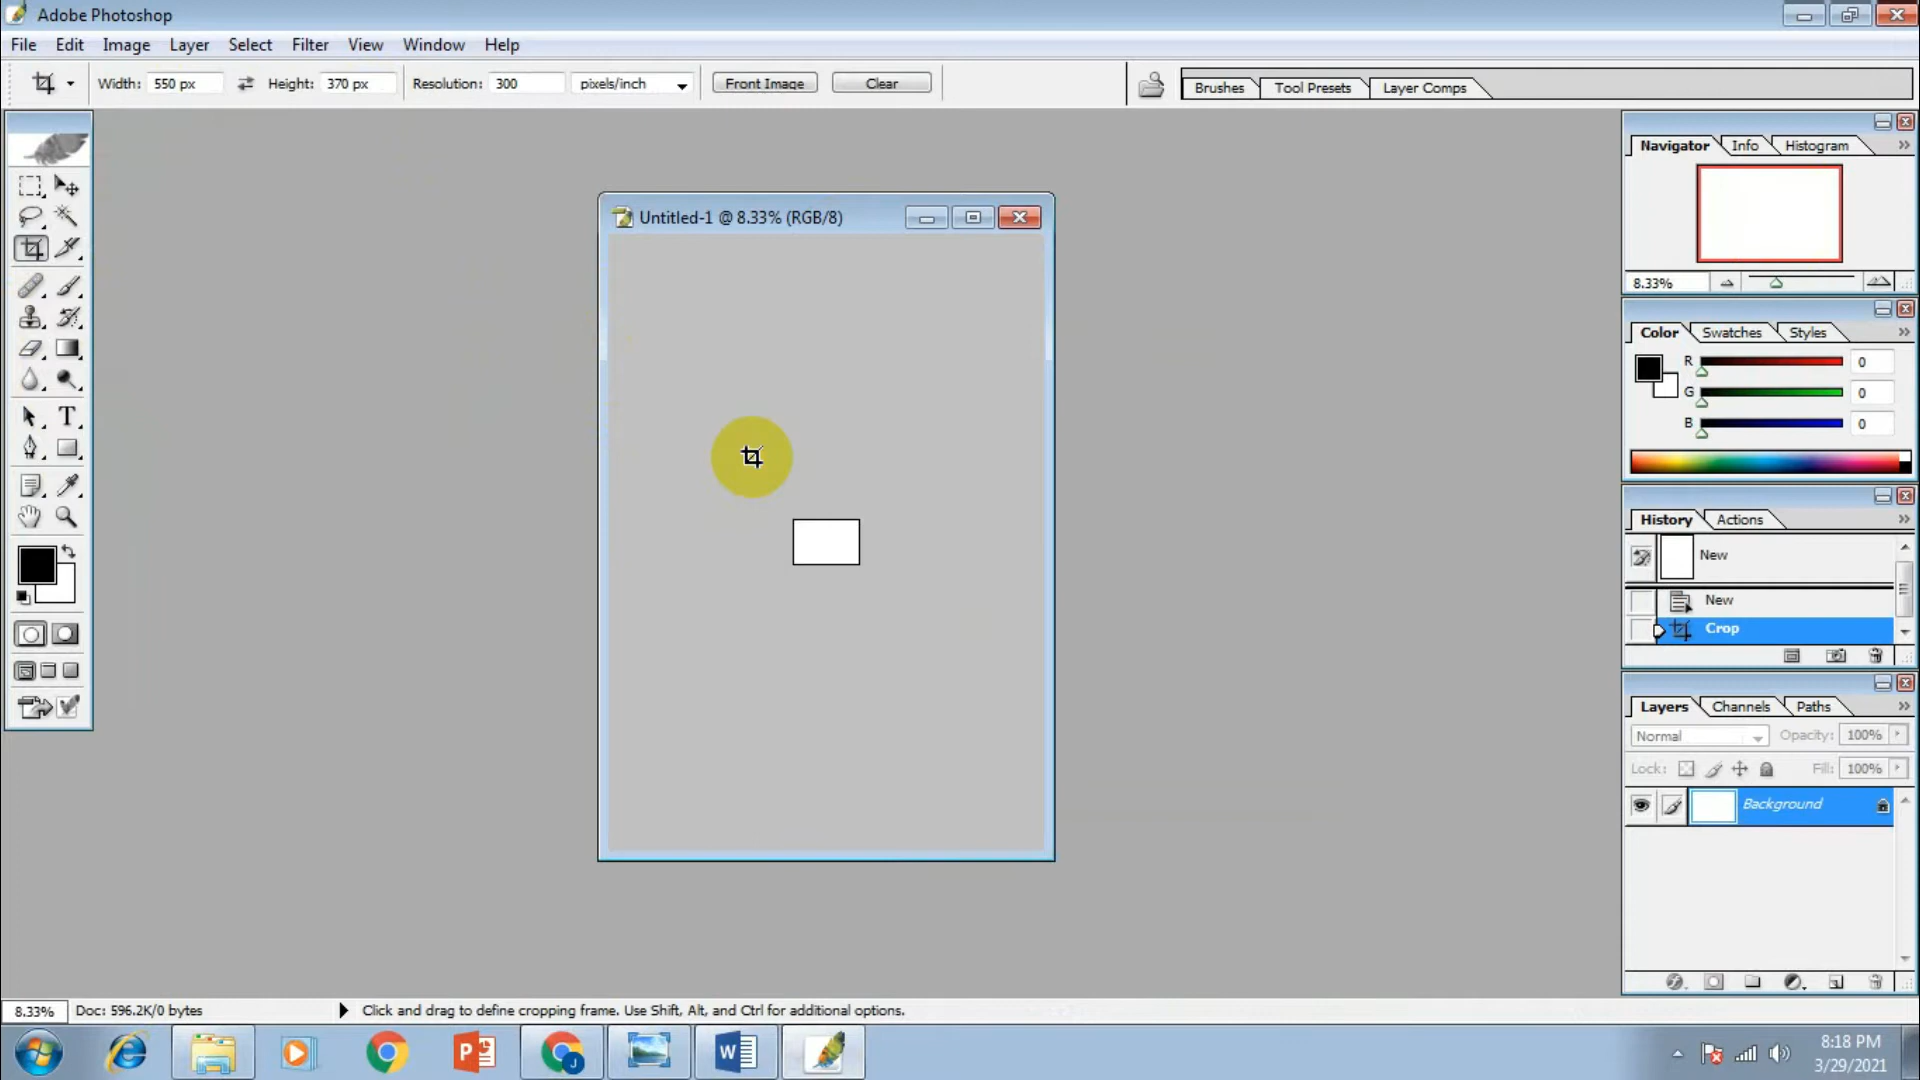 Adobe Photoshop
File Edit Image Layer Select Filter View Window Help
Width: 550 px Height: 370 px Resolution: 300 pixels/inch Front Image Clear Brushes Tool Presets Layer Comps
Navigator Info Histogram
8.33%
Untitled-1 @ 8.33% (RGB/8)
Color Swatches Styles
R 0
G 0
B 0
T
History Actions
New
New
Crop
Layers Channels Paths
Normal Opacity: 100%
Lock: Fill: 100%
Background
8.33% Doc: 596.2K/0 bytes Click and drag to define cropping frame. Use Shift, Alt, and Ctrl for additional options.
P J W
8:18 PM
3/29/2021